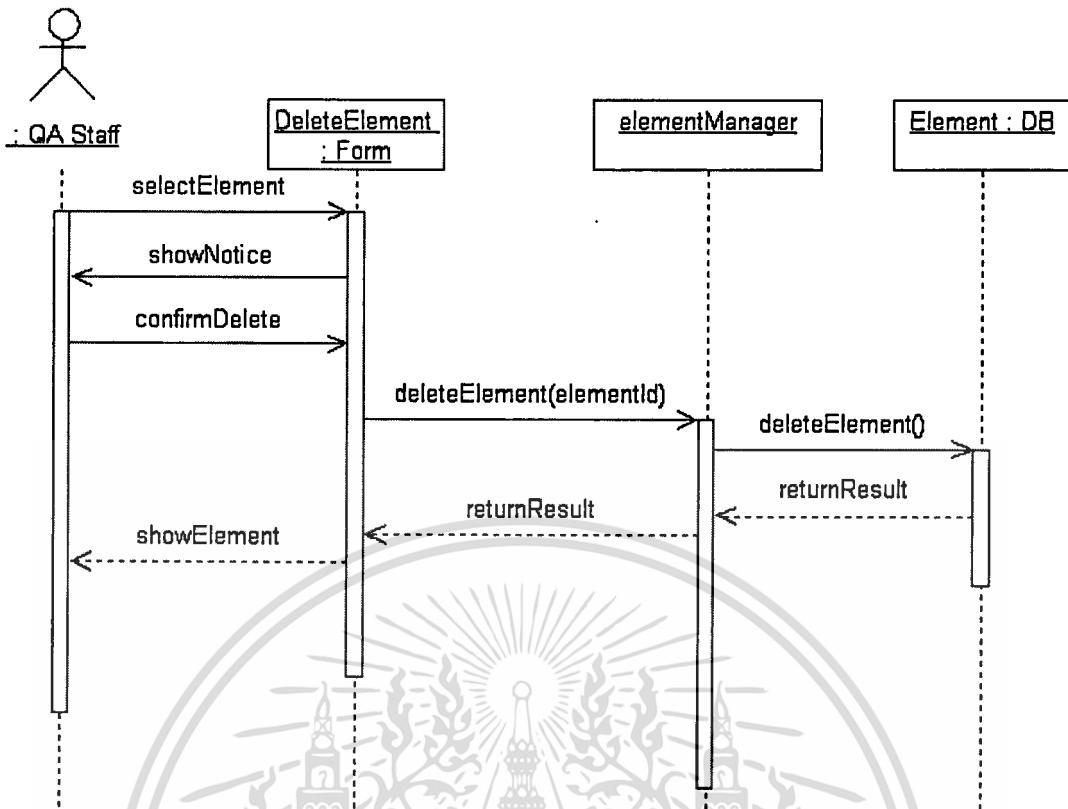 : QA Staff
DeleteElement
: Form
elementManager
Element : DB
selectElement
showNotice
confirmDelete
deleteElement(elementId)
deleteElement()
returnResult
returnResult
showElement